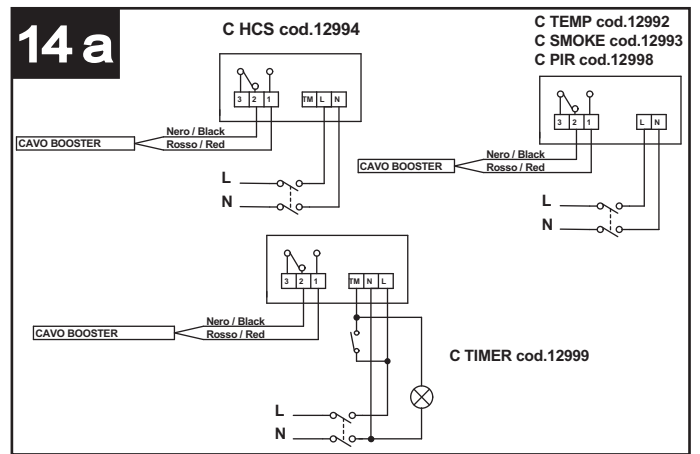 14 a
C HCS cod.12994
3 2 1 TM L N
CAVO BOOSTER
Nero / Black
Rosso / Red
L
N
C TEMP cod.12992
C SMOKE cod.12993
C PIR cod.12998
3 2 1 L N
CAVO BOOSTER
Nero / Black
Rosso / Red
L
N
3 2 1 TM N L
CAVO BOOSTER
Nero / Black
Rosso / Red
C TIMER cod.12999
L
N